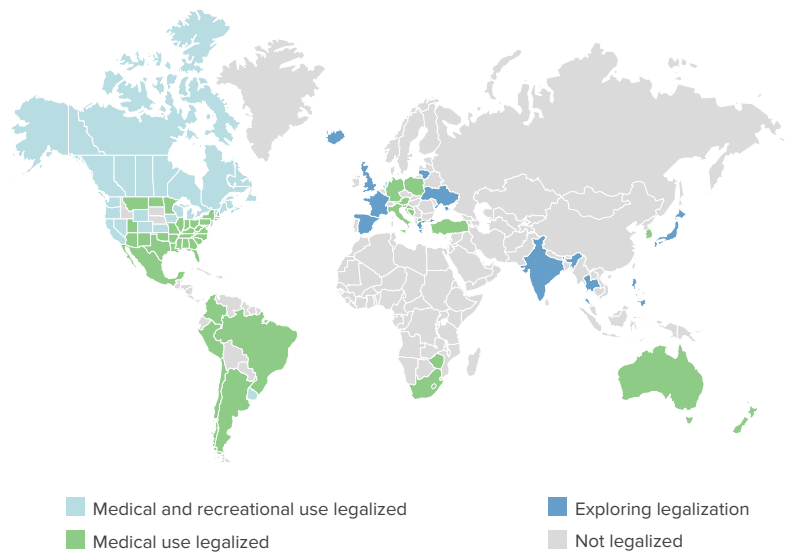 Medical and recreational use legalized
Medical use legalized
Exploring legalization
Not legalized